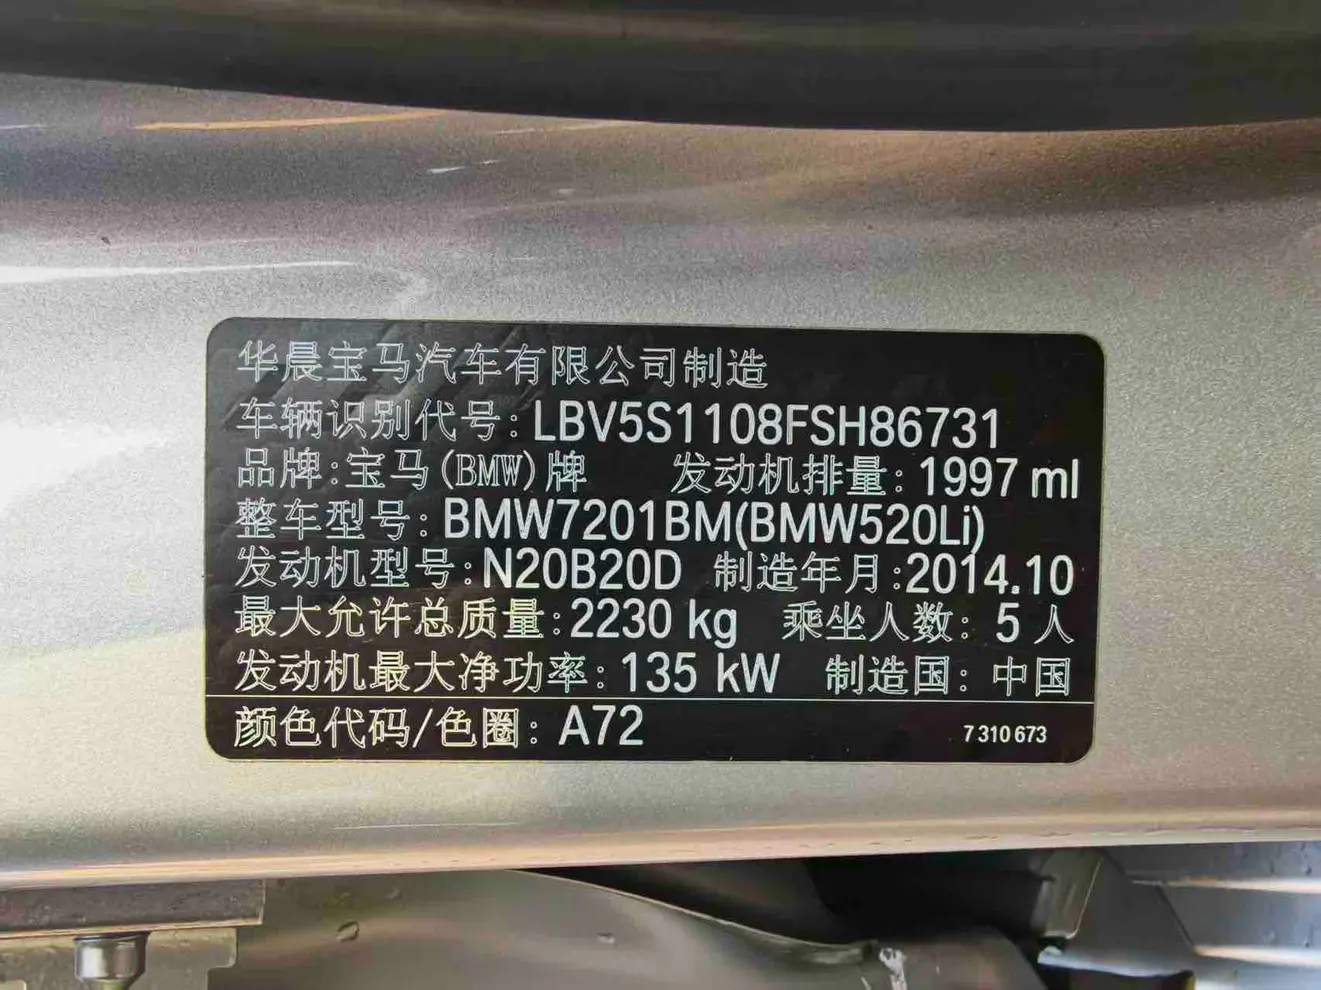 华晨宝马汽车有限公司制造
车辆识别代号:LBV5S1108FSH86731
品牌:宝马(BMW)牌 发动机排量:1997 ml
整车型号:BMW7201BM(BMW520Li)
发动机型号:N20B20D 制造年月:2014.10
最大允许总质量:2230 kg 乘坐人数: 5 人
发动机最大净功率:135 kW 制造国: 中国
颜色代码/色圈: A72 7 310 673